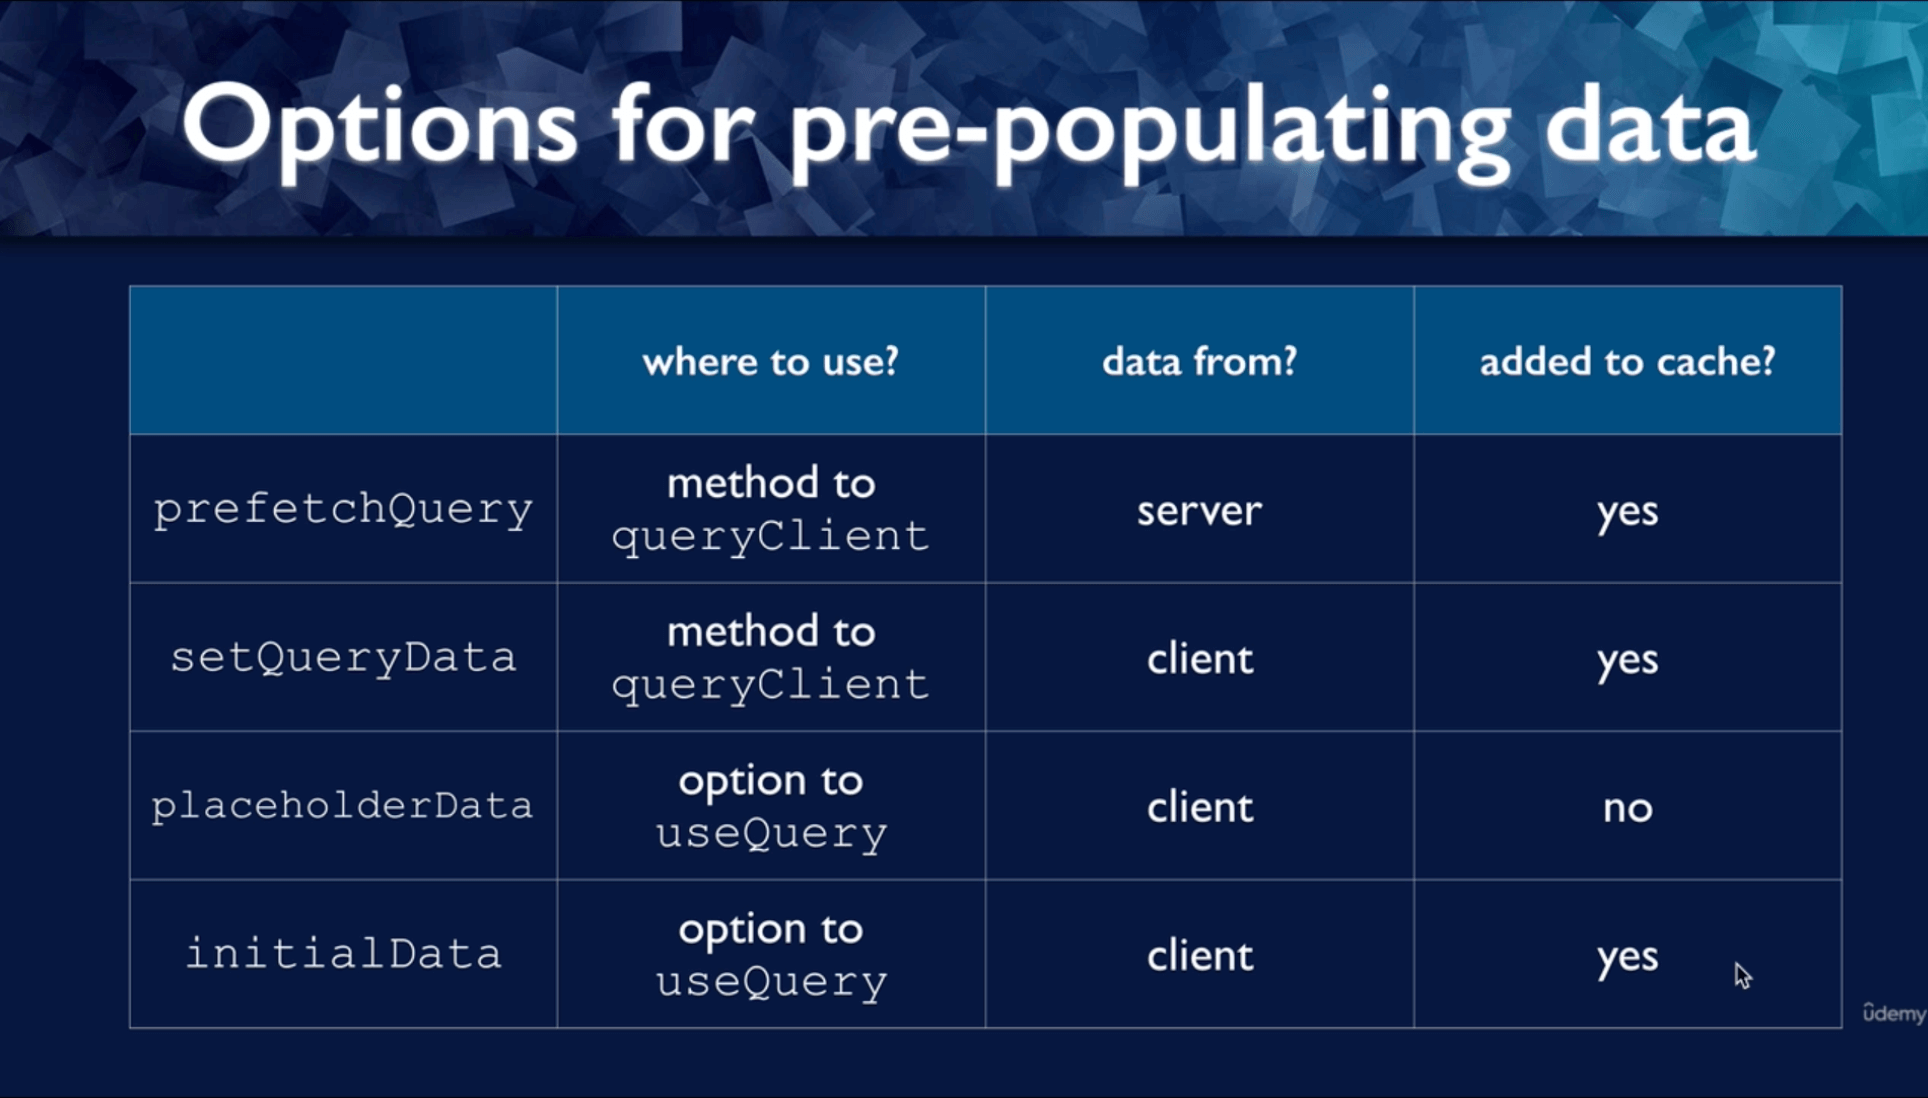 Options for pre-populating data
where to use?
data from?
added to cache?
prefetchQuery
method to
queryClient
server
yes
setQueryData
method to
queryClient
client
yes
placeholderData
option to
useQuery
client
no
initialData
option to
useQuery
client
yes
ûdemy